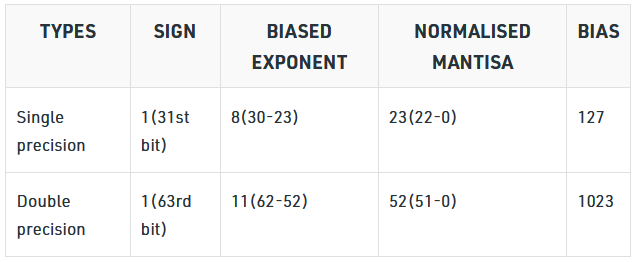 TYPES SIGN BIASED EXPONENT NORMALISED MANTISA BIAS
Single precision 1(31st bit) 8(30-23) 23(22-0) 127
Double precision 1(63rd bit) 11(62-52) 52(51-0) 1023